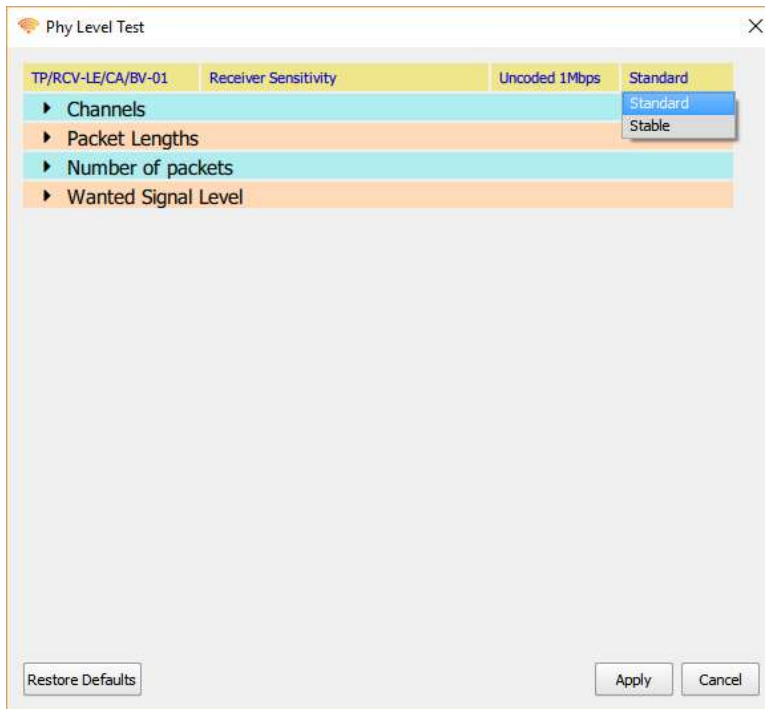 Phy Level Test
TP/RCV-LE/CA/BV-01 Receiver Sensitivity Uncoded 1Mbps Standard
Channels
Standard
Stable
Packet Lengths
Number of packets
Wanted Signal Level
Restore Defaults Apply Cancel